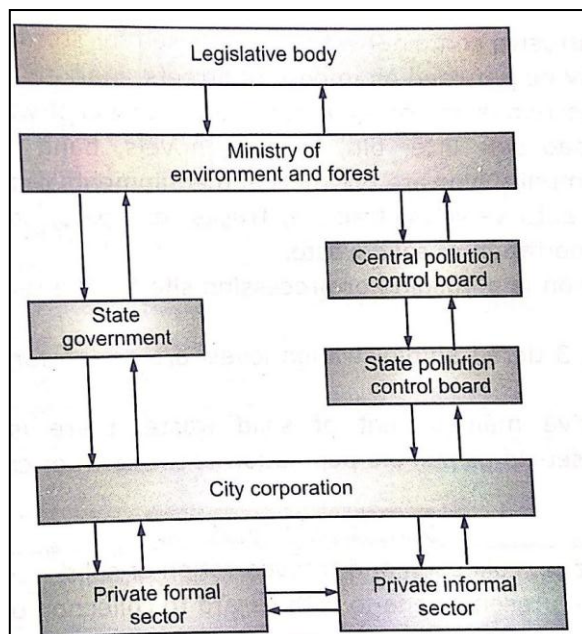 Legislative body
Ministry of
environment and forest
Central pollution
control board
State
government
State pollution
control board
City corporation
Private formal
sector
Private informal
sector